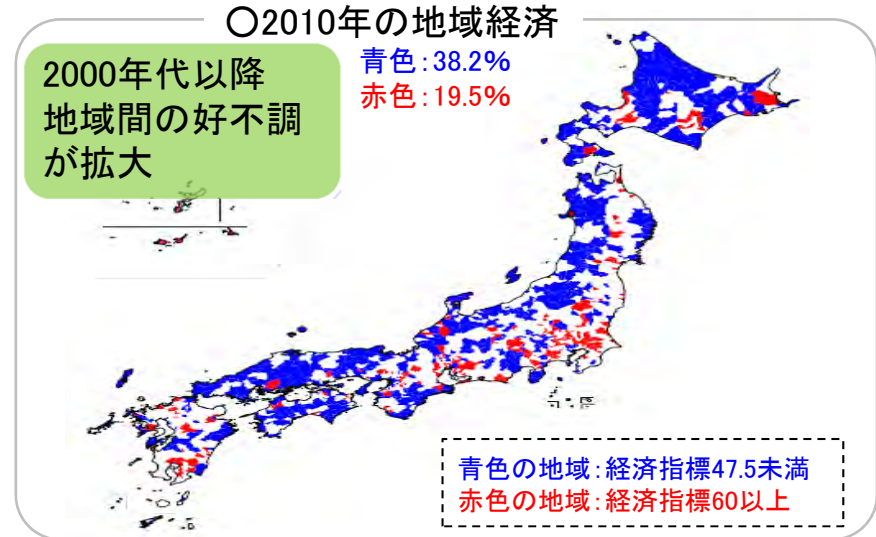 〇2010年の地域経済
2000年代以降
地域間の好不調
が拡大
青色:38.2%
赤色:19.5%
青色の地域:経済指標47.5未満
赤色の地域:経済指標60以上